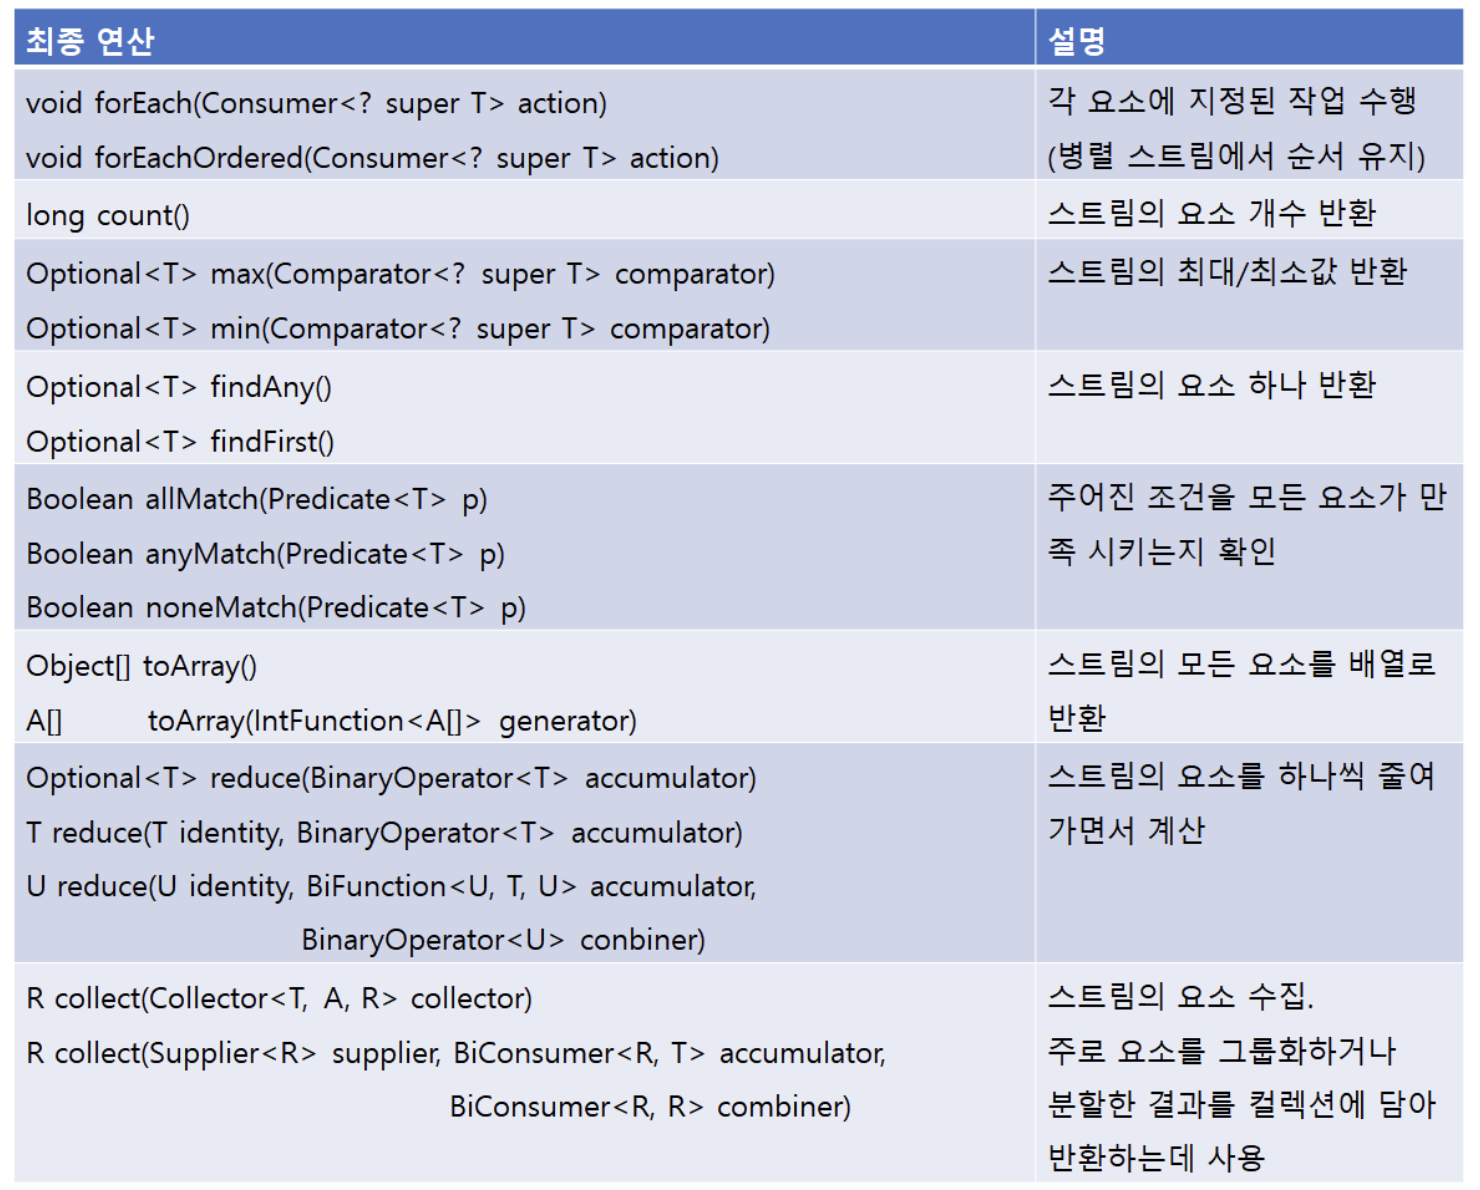 최종 연산
설명
void forEach(Consumer<? super T> action)
void forEachOrdered(Consumer<? super T> action)
각 요소에 지정된 작업 수행
(병렬 스트림에서 순서 유지)
long count()
스트림의 요소 개수 반환
Optional<T> max(Comparator<? super T> comparator)
Optional<T> min(Comparator<? super T> comparator)
스트림의 최대/최소값 반환
Optional<T> findAny()
Optional<T> findFirst()
스트림의 요소 하나 반환
Boolean allMatch(Predicate<T> p)
Boolean anyMatch(Predicate<T> p)
Boolean noneMatch(Predicate<T> p)
주어진 조건을 모든 요소가 만
족 시키는지 확인
Object[] toArray()
A[] toArray(IntFunction<A[]> generator)
스트림의 모든 요소를 배열로
반환
Optional<T> reduce(BinaryOperator<T> accumulator)
T reduce(T identity, BinaryOperator<T> accumulator)
U reduce(U identity, BiFunction<U, T, U> accumulator,
BinaryOperator<U> conbiner)
스트림의 요소를 하나씩 줄여
가면서 계산
R collect(Collector<T, A, R> collector)
R collect(Supplier<R> supplier, BiConsumer<R, T> accumulator,
BiConsumer<R, R> combiner)
스트림의 요소 수집.
주로 요소를 그룹화하거나
분할한 결과를 컬렉션에 담아
반환하는데 사용